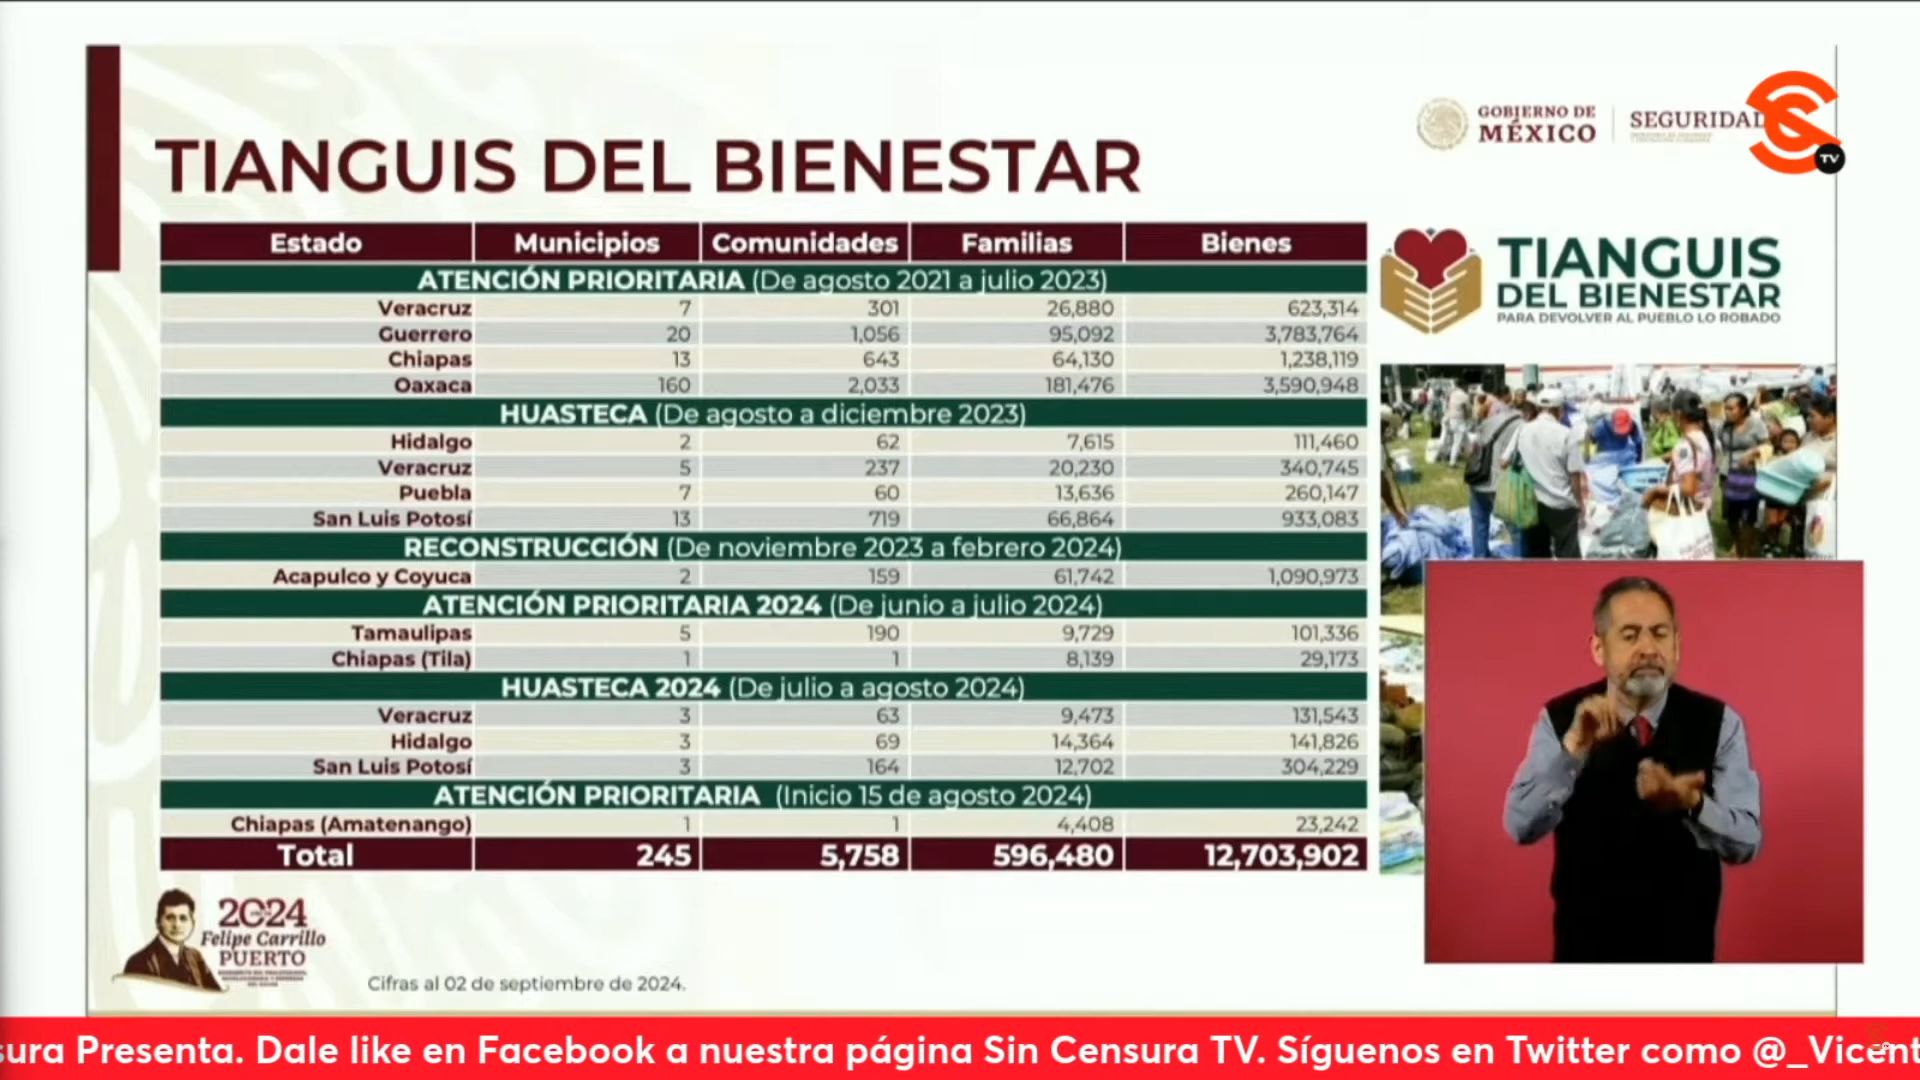 GOBIERNO DE
MÉXICO
SEGURIDAD
TV
TIANGUIS DEL BIENESTAR
Estado Municipios Comunidades Familias Bienes
ATENCIÓN PRIORITARIA (De agosto 2021 a julio 2023)
Veracruz 7 301 26,880 623,314
Guerrero 20 1,056 95,092 3,783,764
Chiapas 13 643 64,130 1,238,119
Oaxaca 160 2,033 181,476 3,590,948
HUASTECA (De agosto a diciembre 2023)
Hidalgo 2 62 7,615 111,460
Veracruz 5 237 20,230 340,745
Puebla 7 60 13,636 260,147
San Luis Potosí 13 719 66,864 933,083
RECONSTRUCCIÓN (De noviembre 2023 a febrero 2024)
Acapulco y Coyuca 2 159 61,742 1,090,973
ATENCIÓN PRIORITARIA 2024 (De junio a julio 2024)
Tamaulipas 5 190 9,729 101,336
Chiapas (Tila) 1 1 8,139 29,173
HUASTECA 2024 (De julio a agosto 2024)
Veracruz 3 63 9,473 131,543
Hidalgo 3 69 14,364 141,826
San Luis Potosí 3 164 12,702 304,229
ATENCIÓN PRIORITARIA (Inicio 15 de agosto 2024)
Chiapas (Amatenango) 1 1 4,408 23,242
Total 245 5,758 596,480 12,703,902
TIANGUIS
DEL BIENESTAR
PARA DEVOLVER AL PUEBLO LO ROBADO
2024
Felipe Carrillo
PUERTO
Cifras al 02 de septiembre de 2024.
sura Presenta. Dale like en Facebook a nuestra página Sin Censura TV. Síguenos en Twitter como @_Vicent